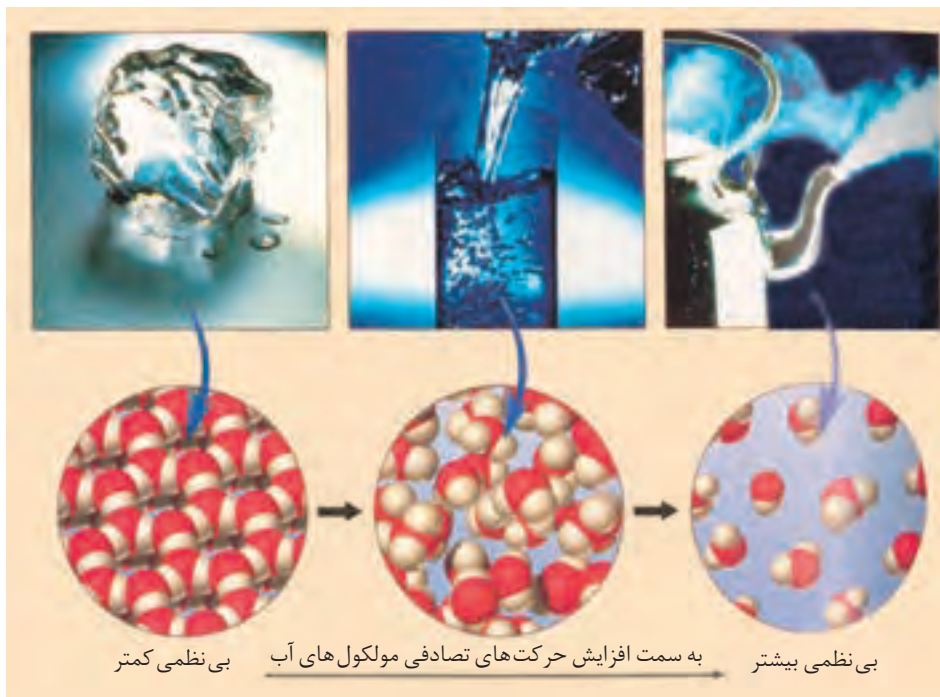 بی‌نظمی بیشتر
به سمت افزایش حرکت‌های تصادفی مولکول‌های آب
بی‌نظمی کمتر